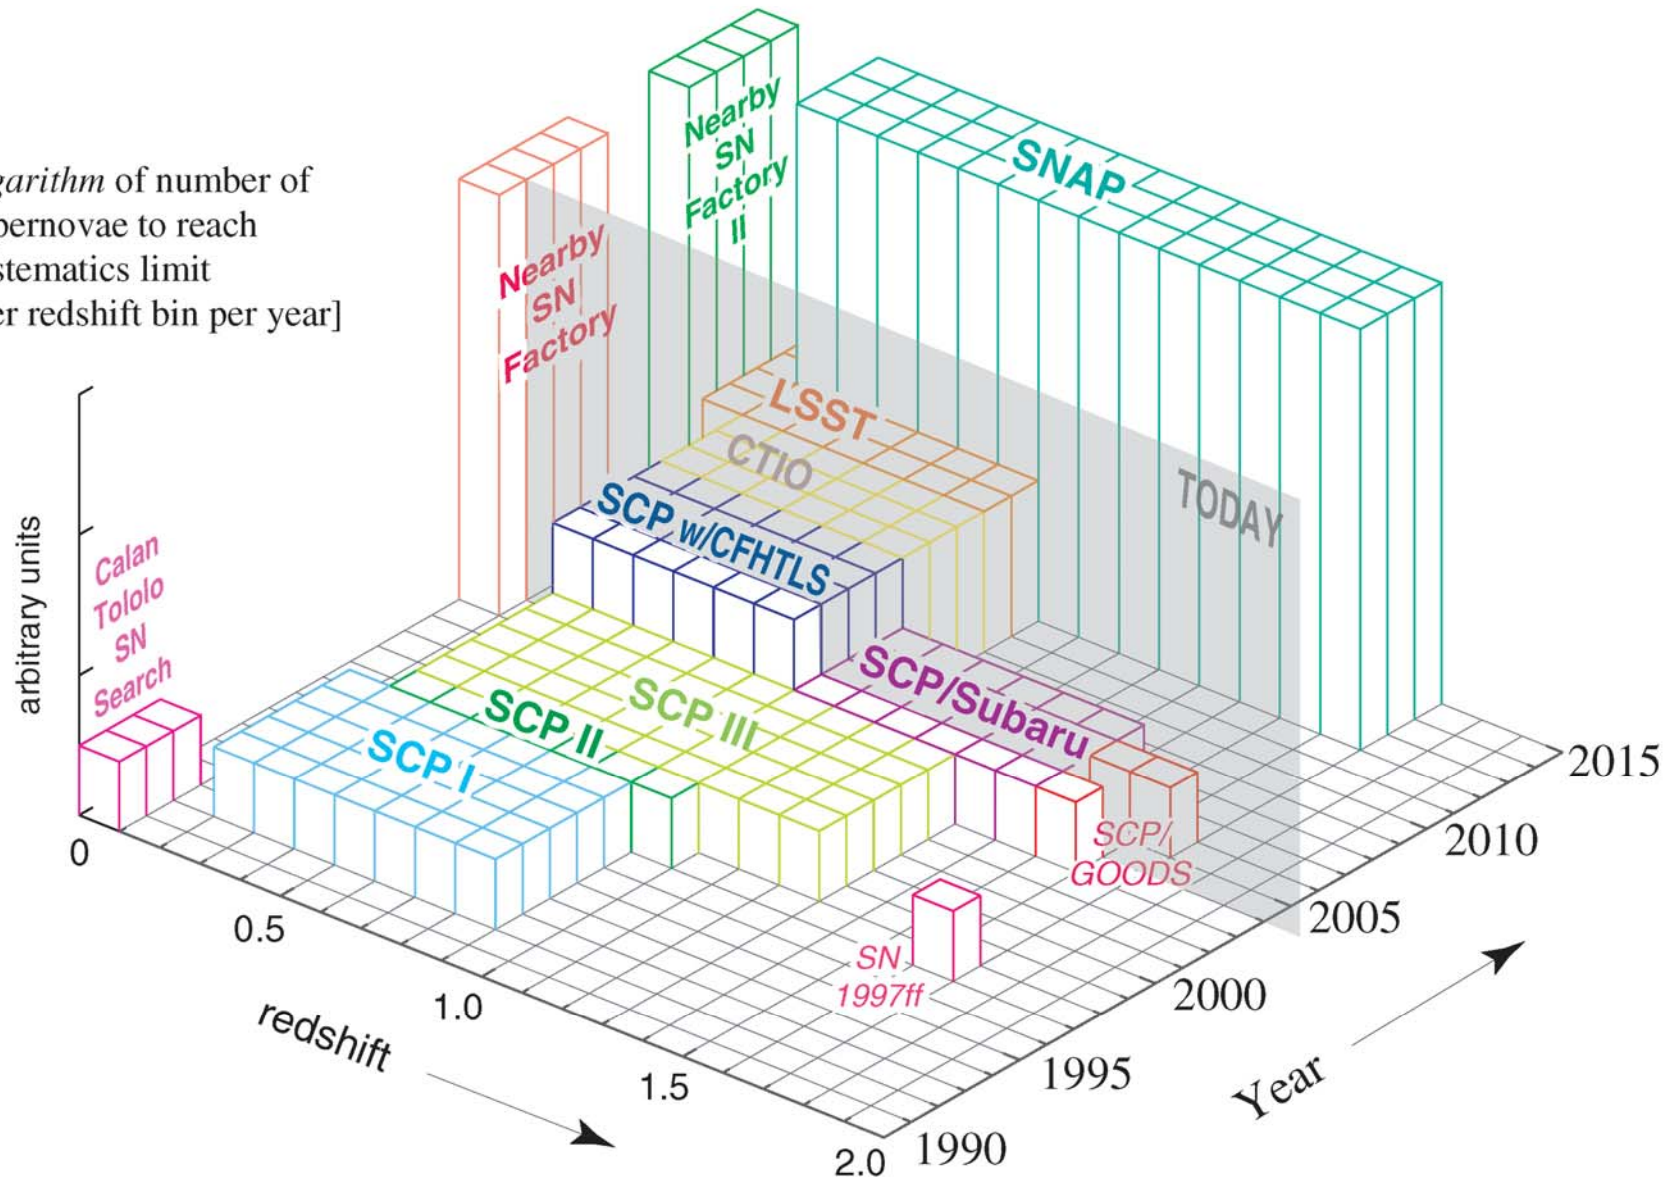 garithm of number of
pernovae to reach
stematics limit
er redshift bin per year]
arbitrary units
Calan
Tololo
SN
Search
Nearby
SN
Factory
Nearby
SN
Factory
II
SNAP
LSST
CTIO
SCP w/CFHTLS
TODAY
SCP/Subaru
SCP III
SCP II
SCP I
SCP/
GOODS
SN
1997ff
0
0.5
1.0
1.5
2.0
redshift
1990
1995
2000
2005
2010
2015
Year